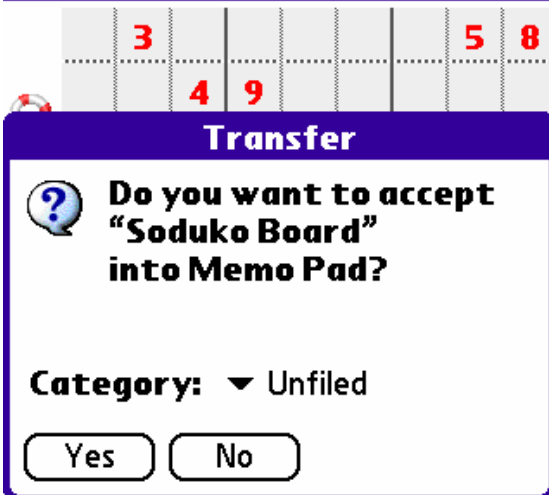 3 5 8
4 9
Transfer
Do you want to accept
“Soduko Board”
into Memo Pad?
Category: Unfiled
Yes No